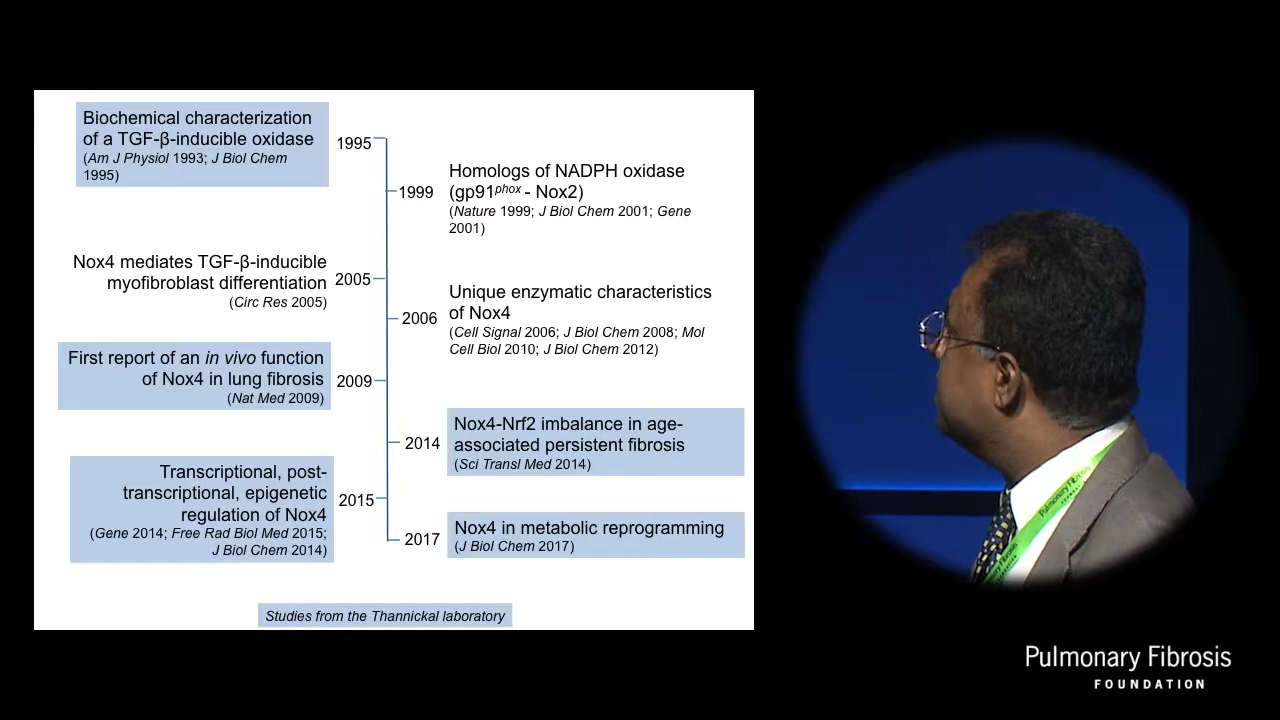 Biochemical characterization
of a TGF-β-inducible oxidase
(Am J Physiol 1993; J Biol Chem
1995)
1995
Homologs of NADPH oxidase
(gp91phox - Nox2)
(Nature 1999; J Biol Chem 2001; Gene
2001)
1999
Nox4 mediates TGF-β-inducible
myofibroblast differentiation
(Circ Res 2005)
2005
Unique enzymatic characteristics
of Nox4
(Cell Signal 2006; J Biol Chem 2008; Mol
Cell Biol 2010; J Biol Chem 2012)
2006
First report of an in vivo function
of Nox4 in lung fibrosis
(Nat Med 2009)
2009
Nox4-Nrf2 imbalance in age-
associated persistent fibrosis
(Sci Transl Med 2014)
2014
Transcriptional, post-
transcriptional, epigenetic
regulation of Nox4
(Gene 2014; Free Rad Biol Med 2015;
J Biol Chem 2014)
2015
Nox4 in metabolic reprogramming
(J Biol Chem 2017)
2017
Studies from the Thannickal laboratory
Pulmonary Fibrosis
Pulmonary Fibrosis
FOUNDATION